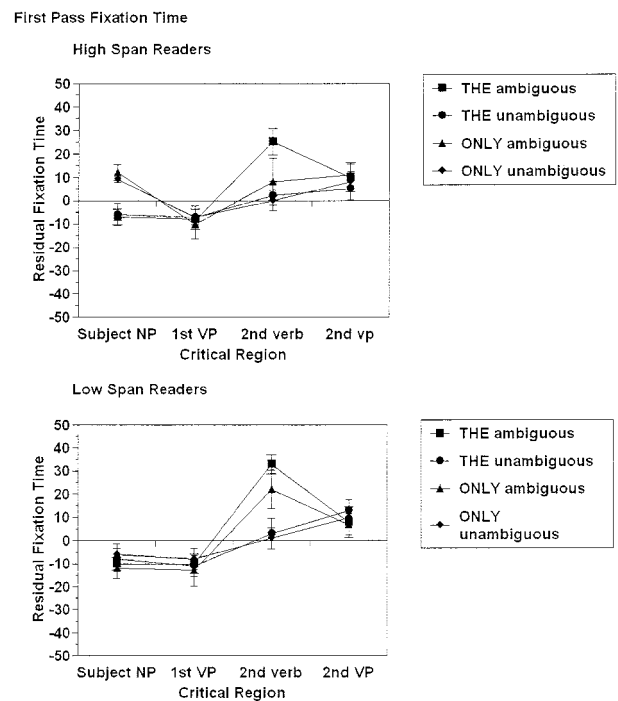 First Pass Fixation Time
High Span Readers
50
40
30
20
10
0
-10
-20
-30
-40
-50
Residual Fixation Time
Subject NP 1st VP 2nd verb 2nd vp
Critical Region
THE ambiguous
THE unambiguous
ONLY ambiguous
ONLY unambiguous
Low Span Readers
50
40
30
20
10
0
-10
-20
-30
-40
-50
Residual Fixation Time
Subject NP 1st VP 2nd verb 2nd VP
Critical Region
THE ambiguous
THE unambiguous
ONLY ambiguous
ONLY
unambiguous